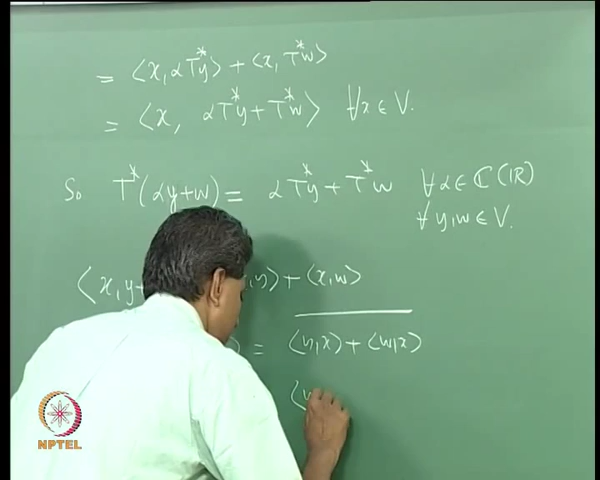 = ⟨x, αT*y⟩ + ⟨x, T*w⟩
= ⟨x, αT*y + T*w⟩ ∀x ∈ V.
So T*(αy+w) = αT*y + T*w ∀α ∈ ℂ(ℝ)
∀y,w ∈ V.
⟨x, y+ ,y⟩ + ⟨x,w⟩
⟩ = ⟨y,x⟩ + ⟨w,x⟩
⟨
NPTEL